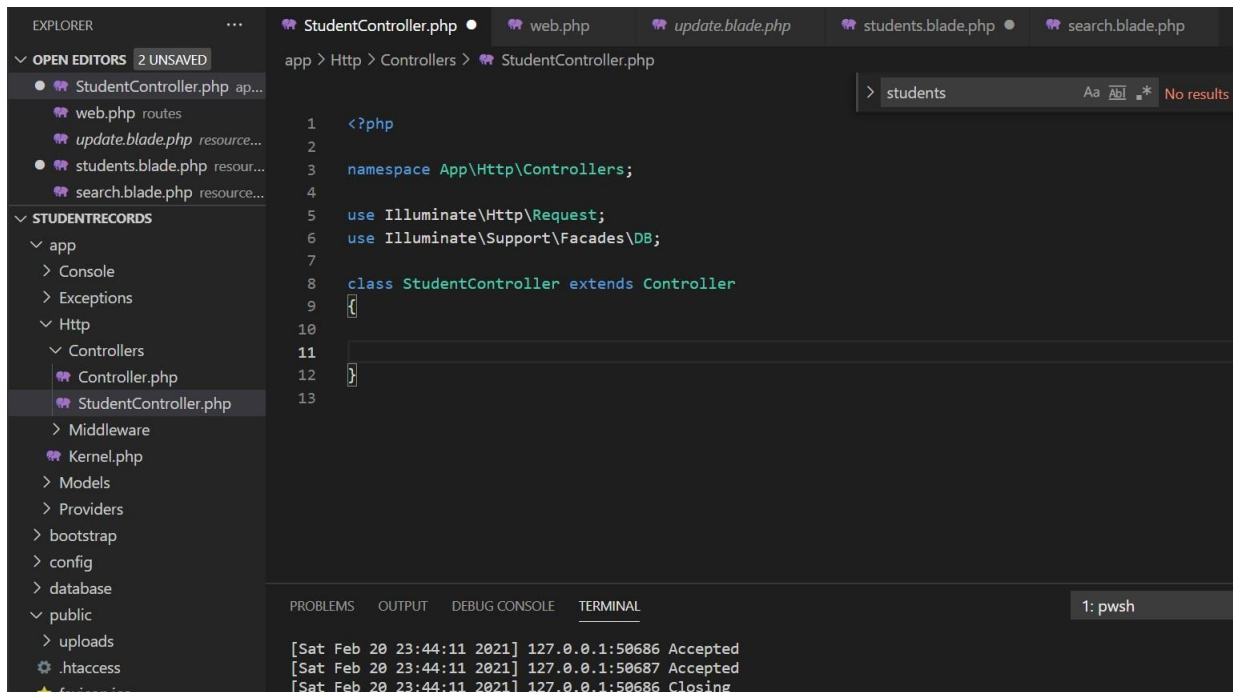 EXPLORER ...
OPEN EDITORS 2 UNSAVED
StudentController.php ap...
web.php routes
update.blade.php resource...
students.blade.php resour...
search.blade.php resource...
STUDENTRECORDS
app
Console
Exceptions
Http
Controllers
Controller.php
StudentController.php
Middleware
Kernel.php
Models
Providers
bootstrap
config
database
public
uploads
.htaccess
StudentController.php web.php update.blade.php students.blade.php search.blade.php
app > Http > Controllers > StudentController.php
> students Aa Abl .* No results
1 <?php
2
3 namespace App\Http\Controllers;
4
5 use Illuminate\Http\Request;
6 use Illuminate\Support\Facades\DB;
7
8 class StudentController extends Controller
9 {
10
11
12 }
13
PROBLEMS OUTPUT DEBUG CONSOLE TERMINAL 1: pwsh
[Sat Feb 20 23:44:11 2021] 127.0.0.1:50686 Accepted
[Sat Feb 20 23:44:11 2021] 127.0.0.1:50687 Accepted
[Sat Feb 20 23:44:11 2021] 127.0.0.1:50686 Closing